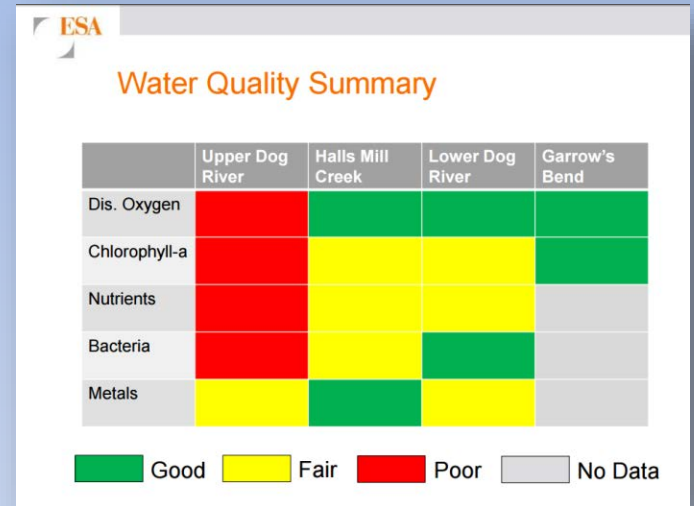 ESA
Water Quality Summary
Upper Dog River
Halls Mill Creek
Lower Dog River
Garrow's Bend
Dis. Oxygen
Chlorophyll-a
Nutrients
Bacteria
Metals
Good
Fair
Poor
No Data